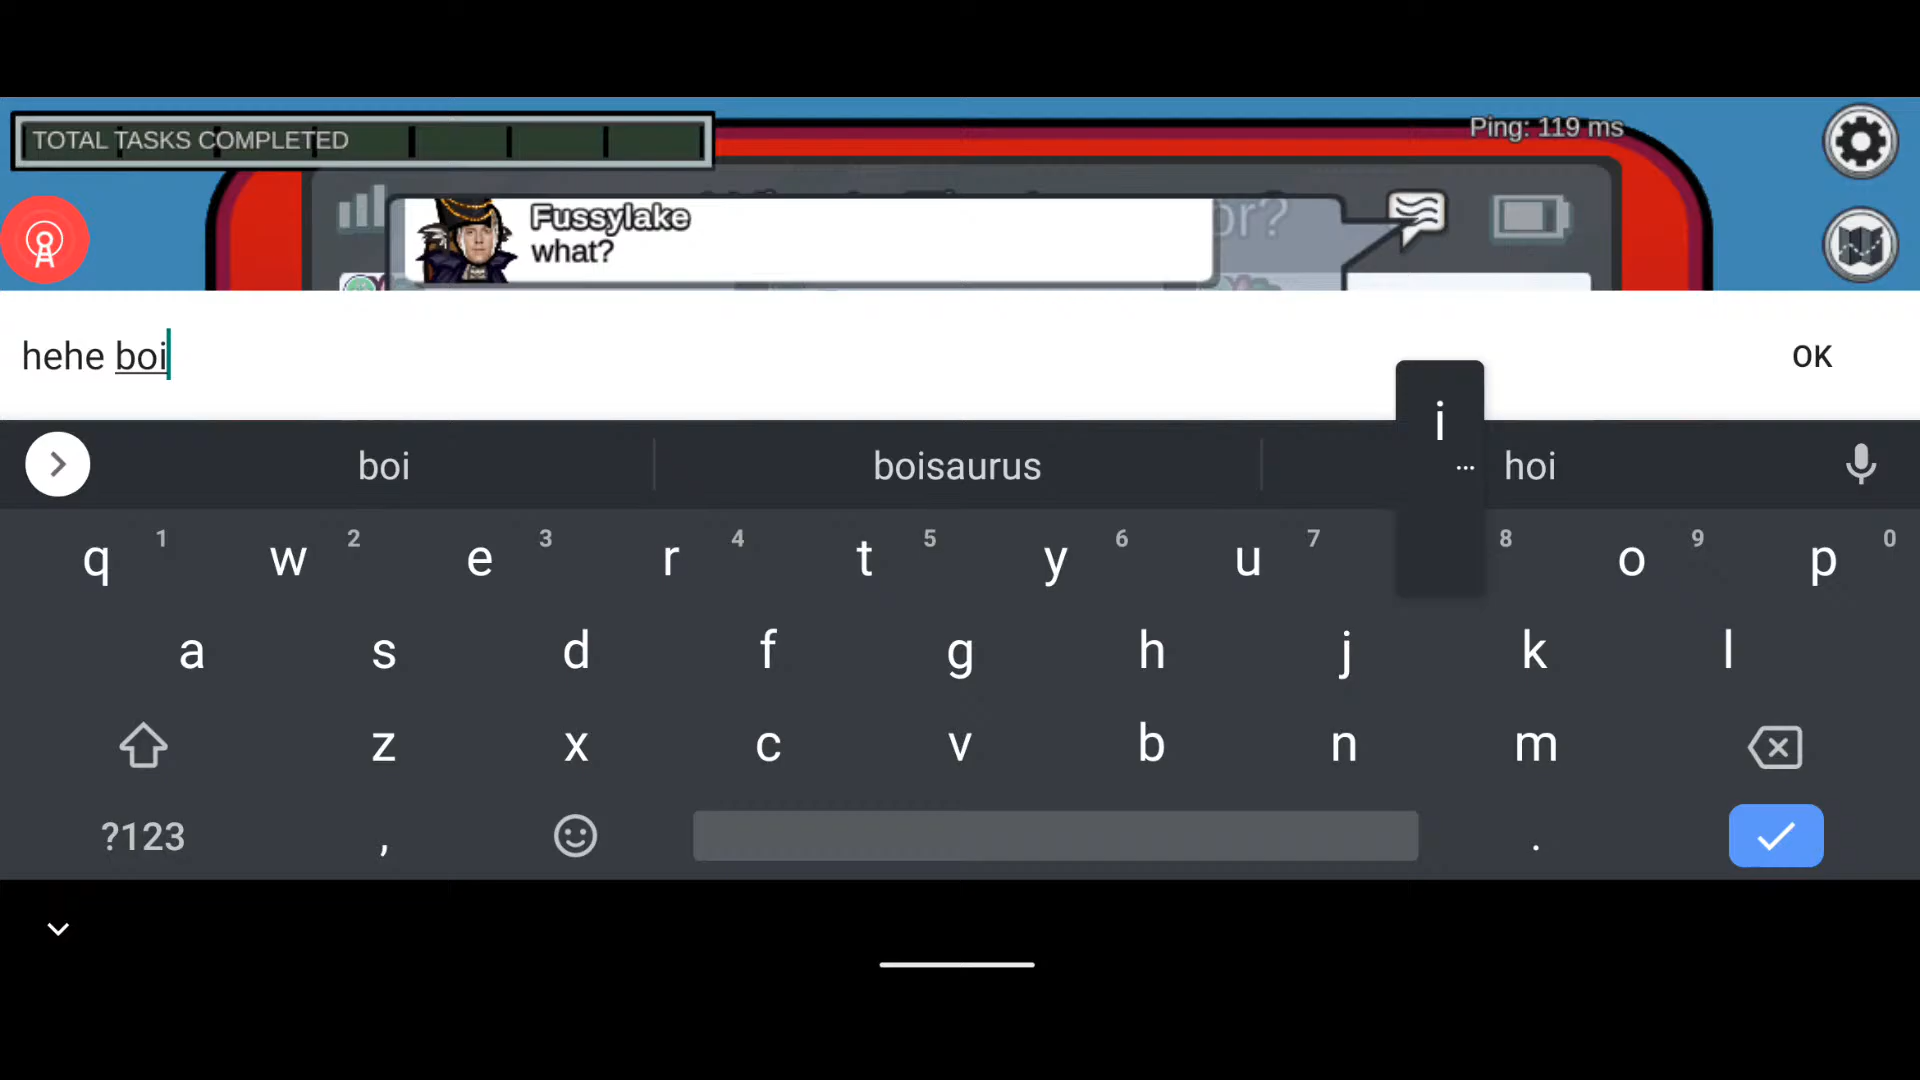 TOTAL TASKS COMPLETED
Ping: 119 ms
or?
Fussylake
what?
hehe boi
OK
i
...
boi boisaurus hoi
1 2 3 4 5 6 7 8 9 0
q w e r t y u o p
a s d f g h j k l
z x c v b n m
?123 , .